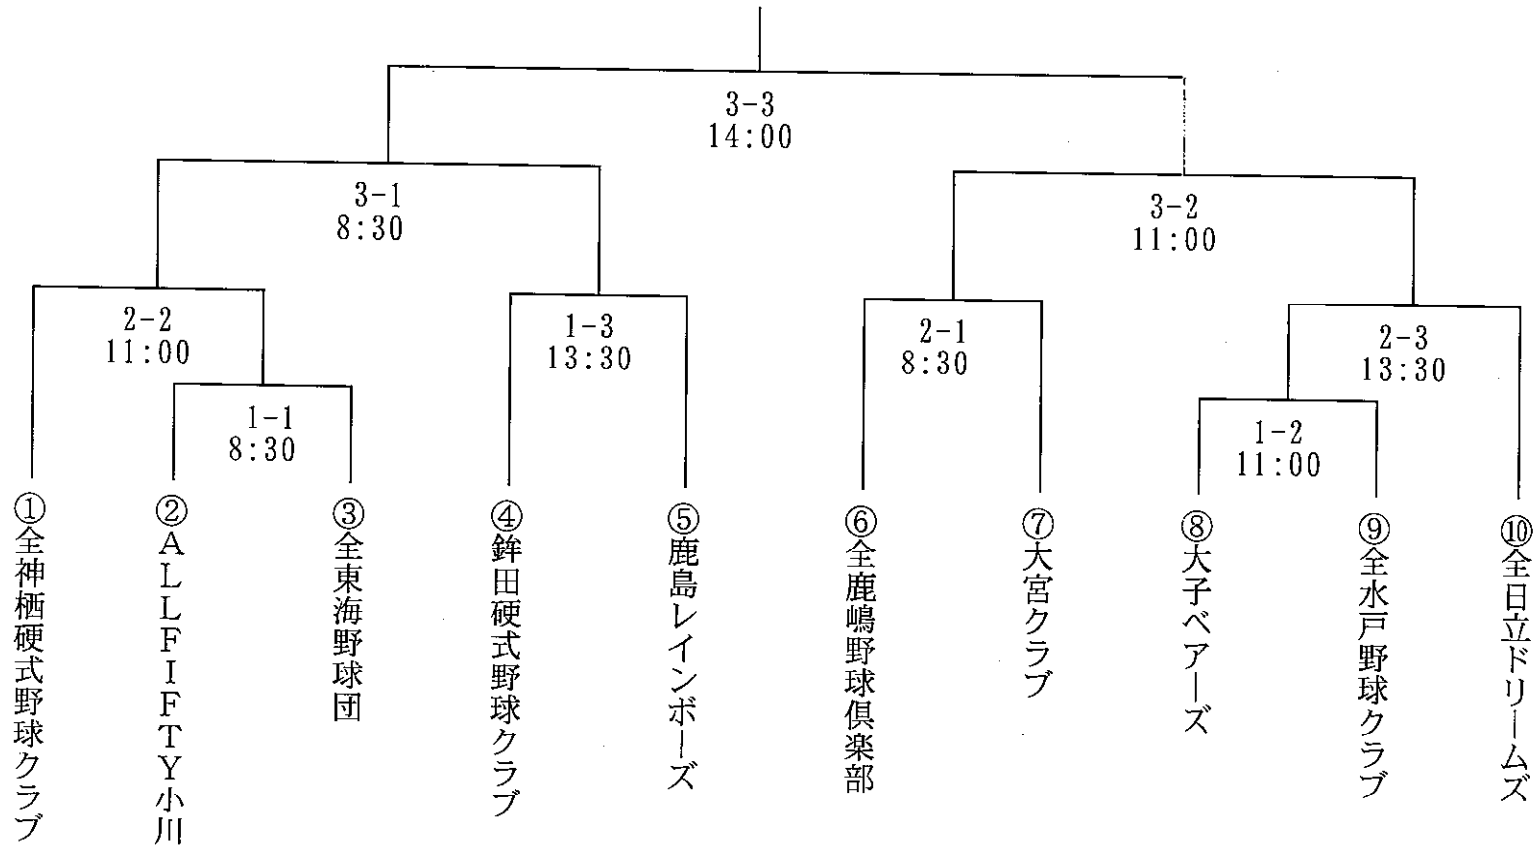 3-3
14:00
3-1
8:30
3-2
11:00
2-2
11:00
1-3
13:30
2-1
8:30
2-3
13:30
1-1
8:30
1-2
11:00
①全神栖硬式野球クラブ
②ＡＬＬＦＩＦＴＹ小川
③全東海野球団
④鉾田硬式野球クラブ
⑤鹿島レインボーズ
⑥全鹿嶋野球倶楽部
⑦大宮クラブ
⑧大子ベアーズ
⑨全水戸野球クラブ
⑩全日立ドリームズ